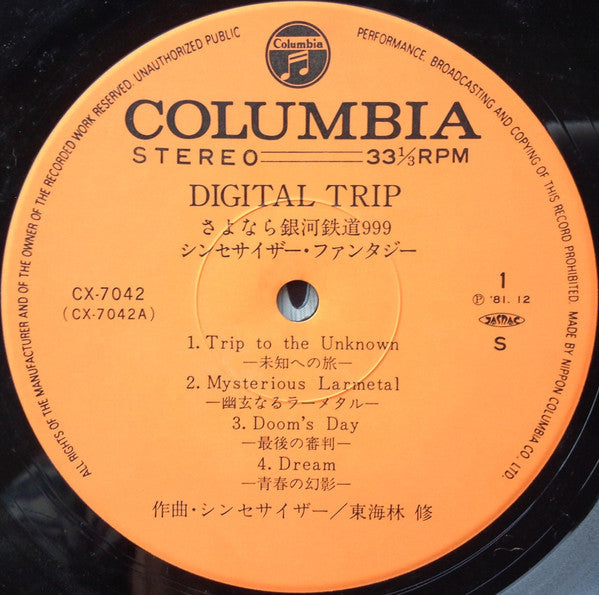 Columbia
COLUMBIA
STEREO 33⅓RPM
DIGITAL TRIP
さよなら銀河鉄道999
シンセサイザー・ファンタジー
CX-7042
(CX-7042A)
1
Ⓟ '81. 12
JASRAC
S
1. Trip to the Unknown
—未知への旅—
2. Mysterious Larmetal
—幽玄なるラーメタル—
3. Doom's Day
—最後の審判—
4. Dream
—青春の幻影—
作曲・シンセサイザー/東海林 修
ALL RIGHTS OF THE MANUFACTURER AND OF THE OWNER OF THE RECORDED WORK RESERVED. UNAUTHORIZED PUBLIC PERFORMANCE, BROADCASTING AND COPYING OF THIS RECORD PROHIBITED. MADE BY NIPPON COLUMBIA CO., LTD.